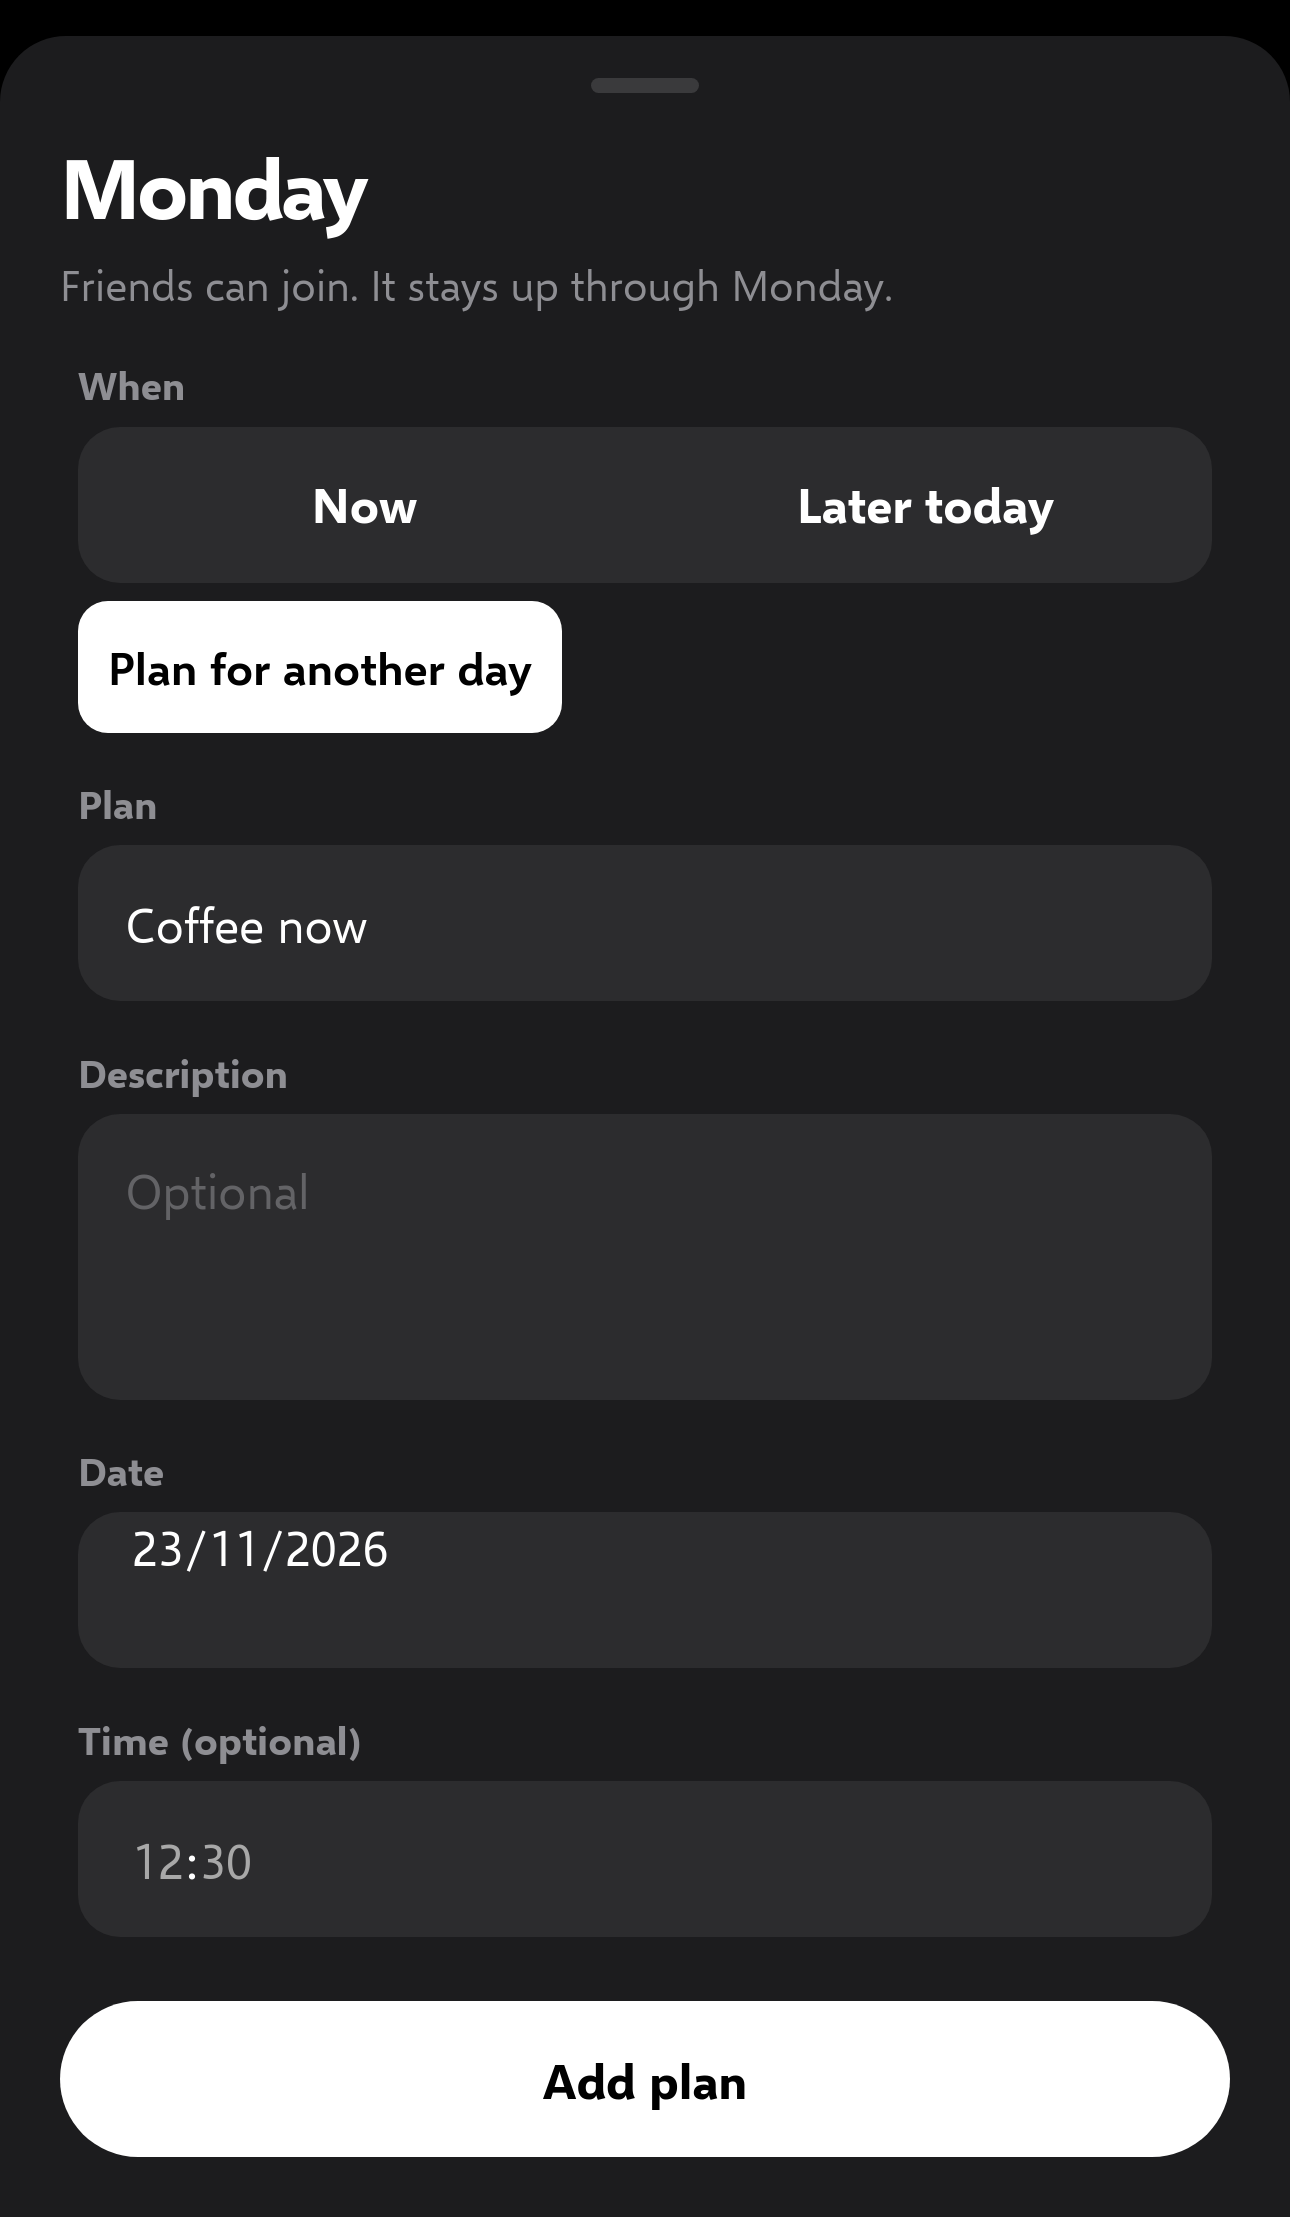 Monday
Friends can join. It stays up through Monday.
When
Now Later today
Plan for another day
Plan
Coffee now
Description
Optional
Date
23/11/2026
Time (optional)
12:30
Add plan